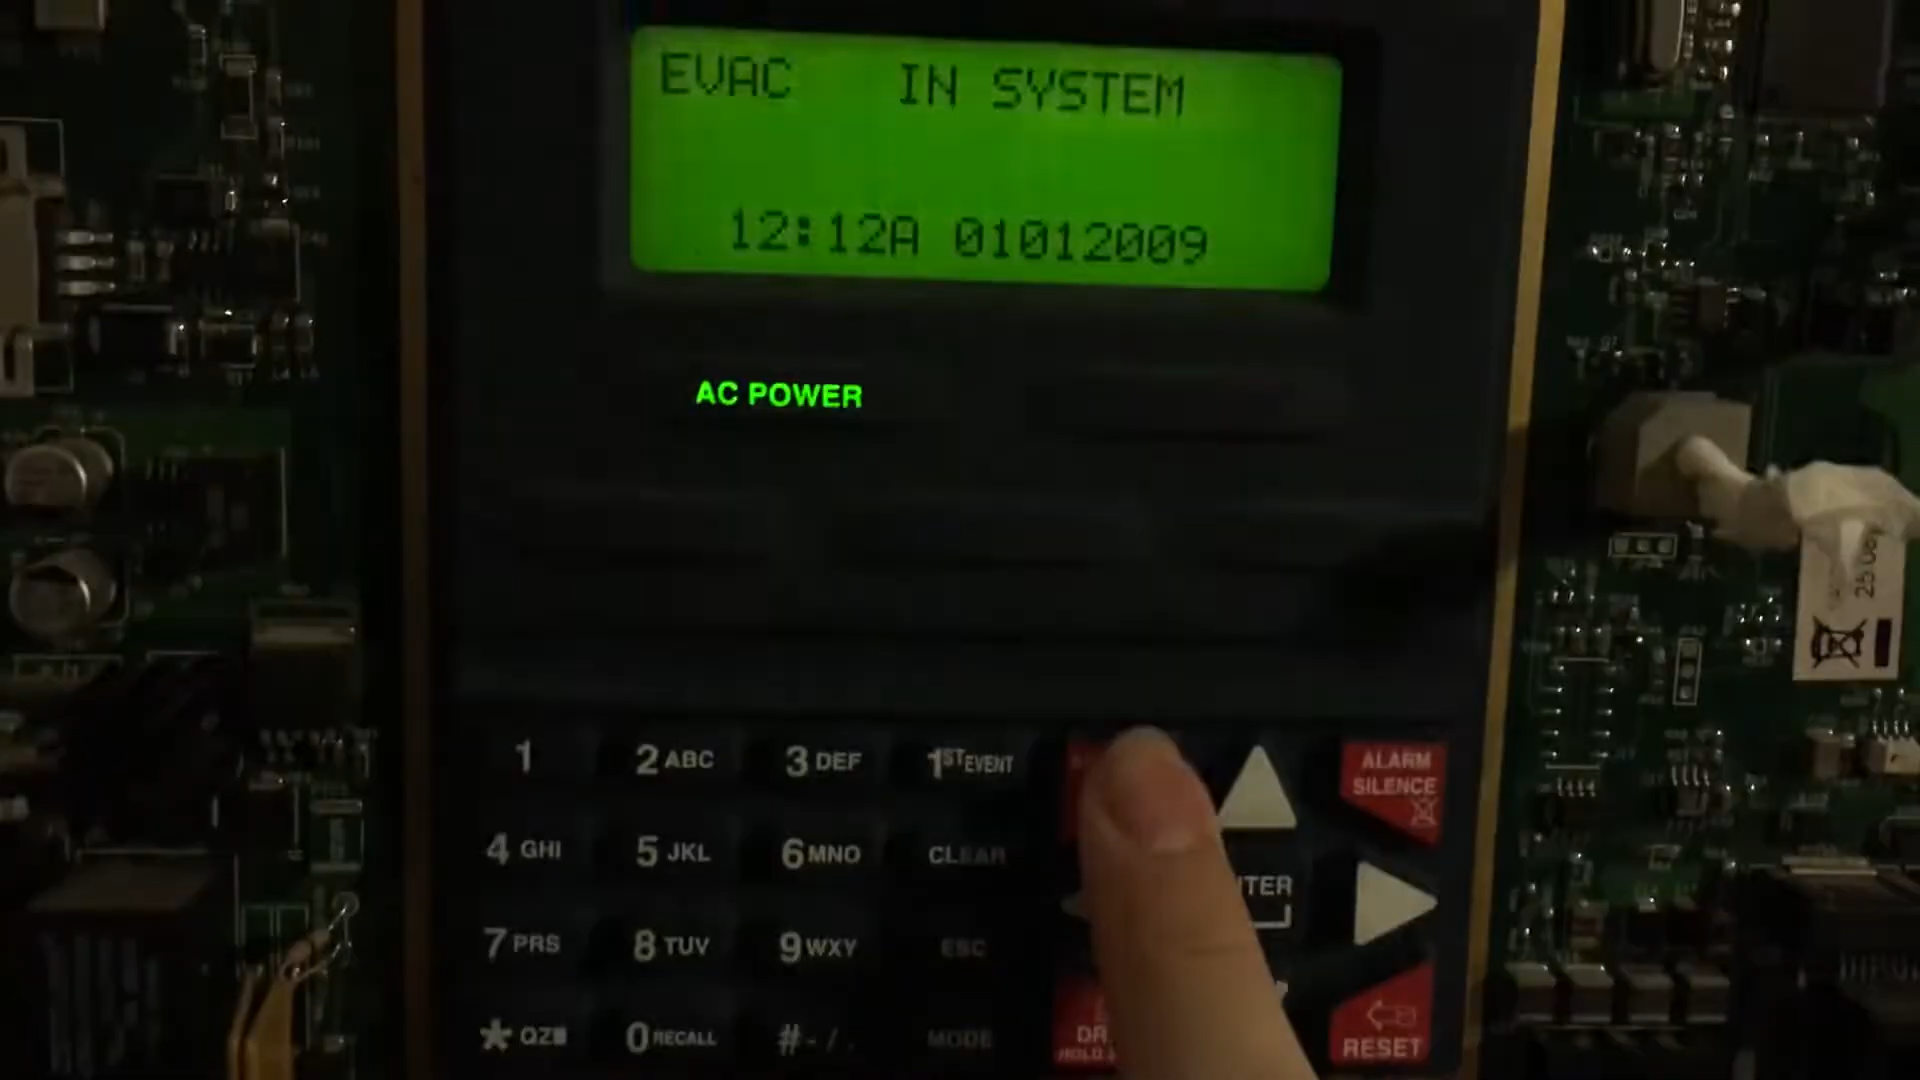 EVAC IN SYSTEM
12:12A 01012009
AC POWER
1
2 ABC
3 DEF
1ST EVENT
ALARM
SILENCE
4 GHI
5 JKL
6 MNO
CLEAR
7 PRS
8 TUV
9 WXY
ESC
* QZ
0 RECALL
# - / .
MODE
RESET